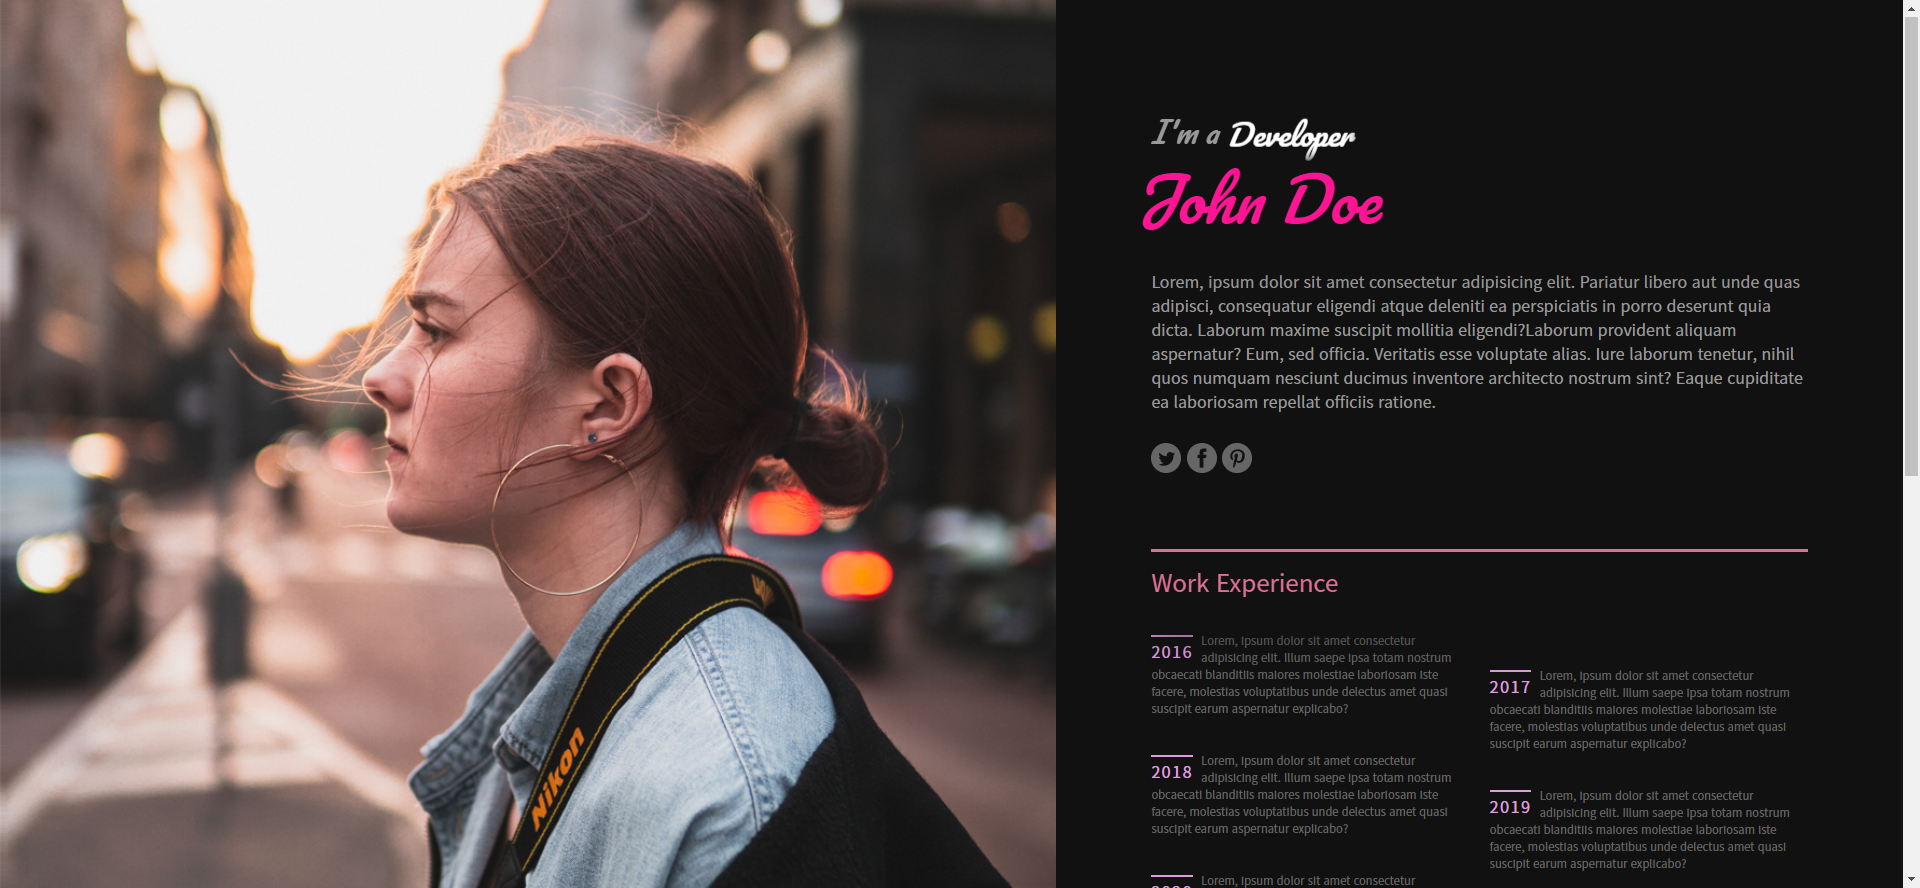 I'm a Developer
John Doe
Lorem, ipsum dolor sit amet consectetur adipisicing elit. Pariatur libero aut unde quas
adipisci, consequatur eligendi atque deleniti ea perspiciatis in porro deserunt quia
dicta. Laborum maxime suscipit mollitia eligendi?Laborum provident aliquam
aspernatur? Eum, sed officia. Veritatis esse voluptate alias. Iure laborum tenetur, nihil
quos numquam nesciunt ducimus inventore architecto nostrum sint? Eaque cupiditate
ea laboriosam repellat officiis ratione.
Work Experience
2016
Lorem, ipsum dolor sit amet consectetur
adipisicing elit. Illum saepe ipsa totam nostrum
obcaecati blanditiis maiores molestiae laboriosam iste
facere, molestias voluptatibus unde delectus amet quasi
suscipit earum aspernatur explicabo?
2017
Lorem, ipsum dolor sit amet consectetur
adipisicing elit. Illum saepe ipsa totam nostrum
obcaecati blanditiis maiores molestiae laboriosam iste
facere, molestias voluptatibus unde delectus amet quasi
suscipit earum aspernatur explicabo?
2018
Lorem, ipsum dolor sit amet consectetur
adipisicing elit. Illum saepe ipsa totam nostrum
obcaecati blanditiis maiores molestiae laboriosam iste
facere, molestias voluptatibus unde delectus amet quasi
suscipit earum aspernatur explicabo?
2019
Lorem, ipsum dolor sit amet consectetur
adipisicing elit. Illum saepe ipsa totam nostrum
obcaecati blanditiis maiores molestiae laboriosam iste
facere, molestias voluptatibus unde delectus amet quasi
suscipit earum aspernatur explicabo?
Lorem, ipsum dolor sit amet consectetur
Nikon